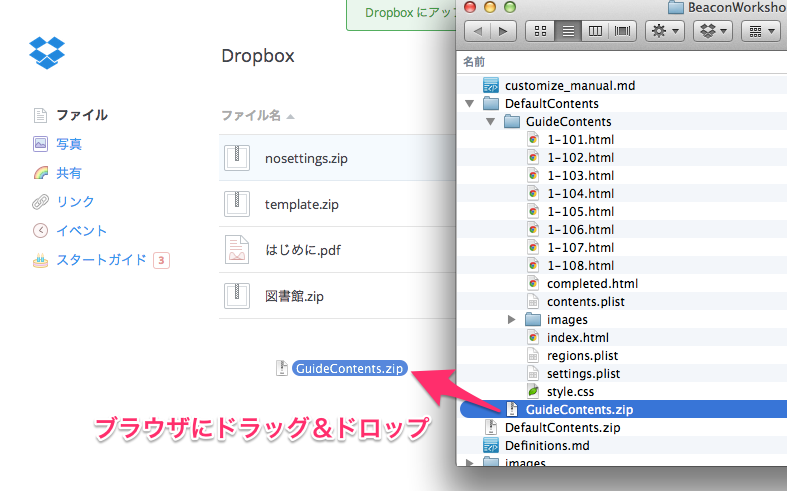 Dropbox にアップ
Dropbox
ファイル
写真
共有
リンク
イベント
スタートガイド 3
ファイル名
nosettings.zip
template.zip
はじめに.pdf
図書館.zip
GuideContents.zip
ブラウザにドラッグ＆ドロップ
BeaconWorksho
名前
customize_manual.md
DefaultContents
GuideContents
1-101.html
1-102.html
1-103.html
1-104.html
1-105.html
1-106.html
1-107.html
1-108.html
completed.html
contents.plist
images
index.html
regions.plist
settings.plist
style.css
GuideContents.zip
DefaultContents.zip
Definitions.md
images